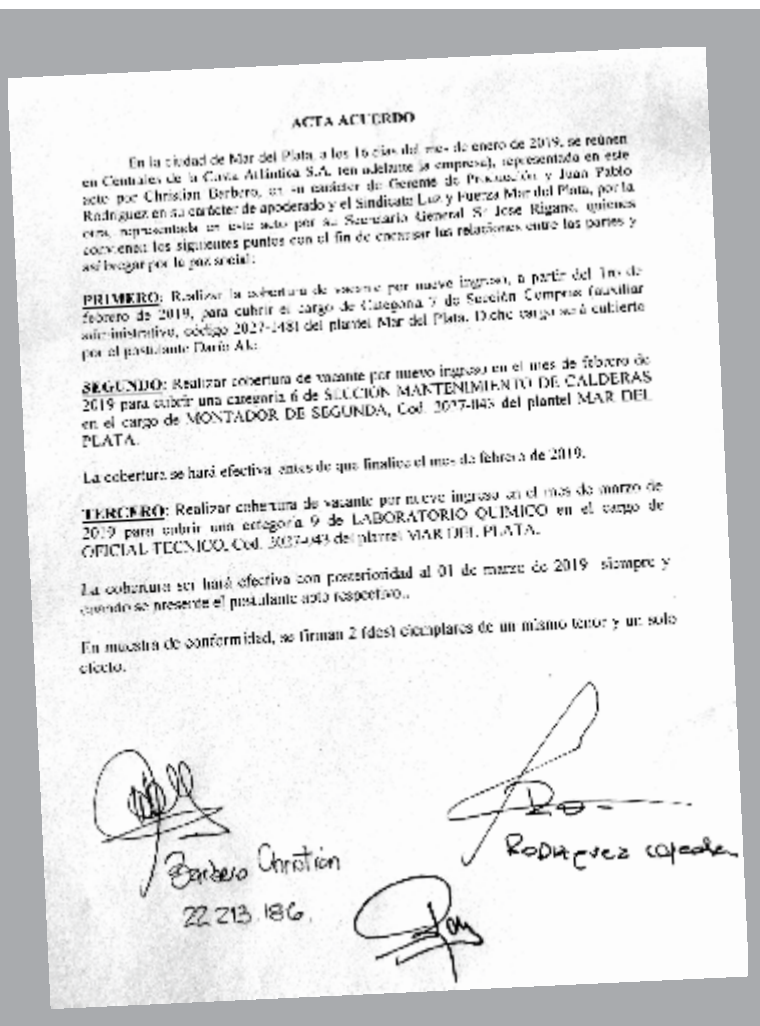 ACTA ACUERDO
En la ciudad de Mar del Plata, a los 16 días del mes de enero de 2019, se reúnen
en Centrales de la Costa Atlántica S.A. (en adelante la empresa), representada en este
acto por Christian Barbero, en su carácter de Gerente de Producción y Juan Pablo
Rodríguez en su carácter de apoderado y el Sindicato Luz y Fuerza Mar del Plata, por la
otra, representada en este acto por su Secretario General Sr José Rigane, quienes
convienen los siguientes puntos con el fin de encausar las relaciones entre las partes y
así bregar por la paz social:
PRIMERO: Realizar la cobertura de vacante por nuevo ingreso, a partir del 1ro de
febrero de 2019, para cubrir el cargo de Categoría 7 de Sección Compras (auxiliar
administrativo, código 2027-1481 del plantel Mar del Plata. Dicho cargo será cubierto
por el postulante Darío
SEGUNDO: Realizar cobertura de vacante por nuevo ingreso en el mes de febrero de
2019 para cubrir una categoría 6 de SECCIÓN MANTENIMIENTO DE CALDERAS
en el cargo de MONTADOR DE SEGUNDA, Cod. del plantel MAR DEL
PLATA.
La cobertura se hará efectiva antes de que finalice el mes de febrero de 2019.
TERCERO: Realizar cobertura de vacante por nuevo ingreso en el mes de marzo de
2019 para cubrir una categoría 9 de LABORATORIO QUIMICO en el cargo de
OFICIAL TECNICO, Cod. del plantel MAR DEL PLATA.
La cobertura ser hará efectiva con posterioridad al 01 de marzo de 2019 siempre y
cuando se presente el postulante apto respectivo..
En muestra de conformidad, se firman 2 (dos) ejemplares de un mismo tenor y un solo
efecto.
Barbero Christian
22 213 186.
Rodriguez